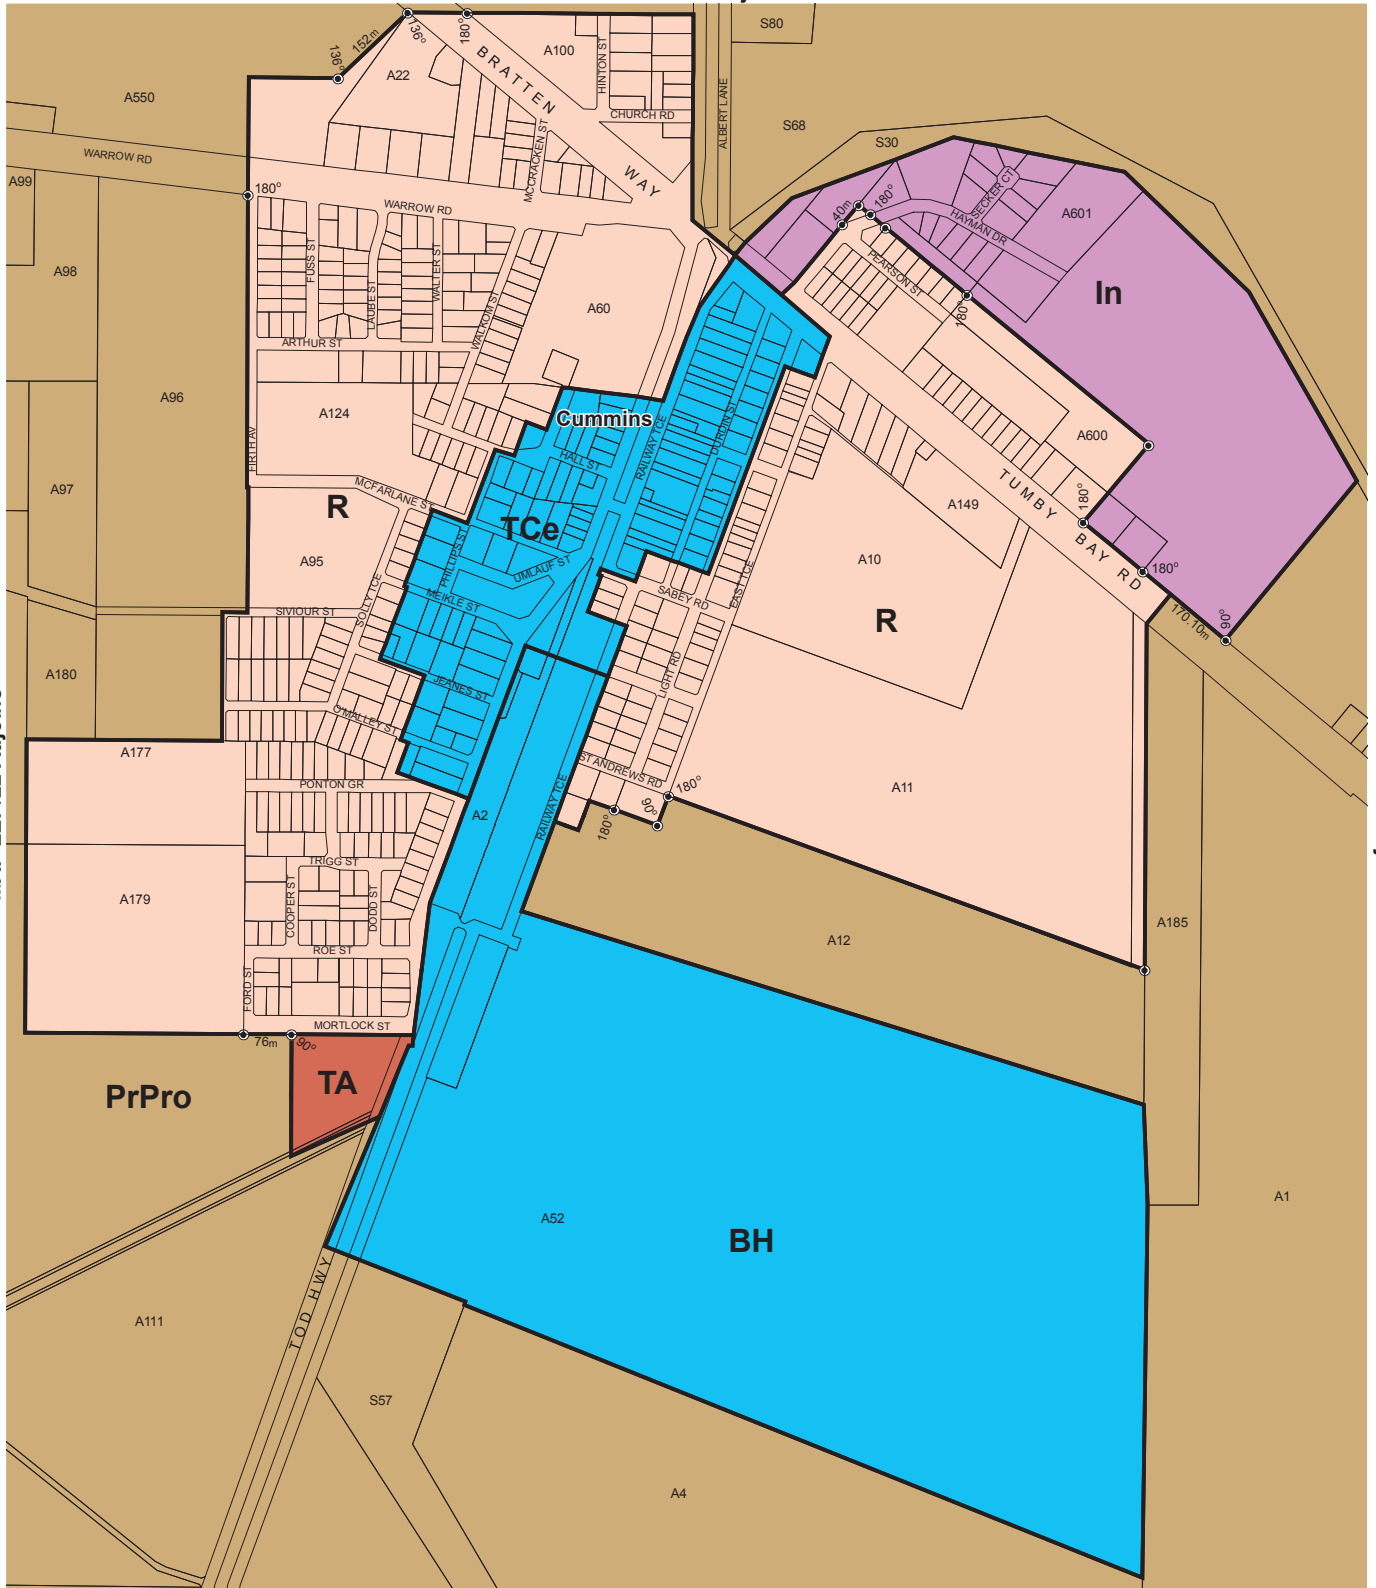 S80
A100
152m
136°
136°
180°
BRATTEN
HINTON ST
A22
A550
CHURCH RD
ALBERT LANE
S68
S30
WARROW RD
MCCRACKEN ST
WAY
A99
180°
WARROW RD
SECKER CT
A601
HAYMAN DR
40m
180°
FUSS ST
WALTER ST
LAUBE ST
PEARSON ST
A98
In
A60
WALKOM ST
180°
ARTHUR ST
A96
A124
Cummins
RAILWAY TCE
DURDIN ST
A600
FIRTH AV
HALL ST
A97
MCFARLANE ST
R
TUMBY
180°
A149
TCe
A95
PHILLIPS ST
UMLAUF ST
A10
BAY RD
180°
EAST TCE
SABEY RD
MEIKLE ST
SOLLY TCE
SIVIOUR ST
R
170.10m
90°
A180
LIGHT RD
JEANES ST
O'MALLEY ST
A177
ST ANDREWS RD
180°
PONTON GR
A11
RAILWAY TCE
A2
90°
180°
TRIGG ST
COOPER ST
DODD ST
A179
A185
A12
ROE ST
FORD ST
MORTLOCK ST
76m
90°
TA
PrPro
A1
A52
BH
TOD HWY
A111
S57
A4